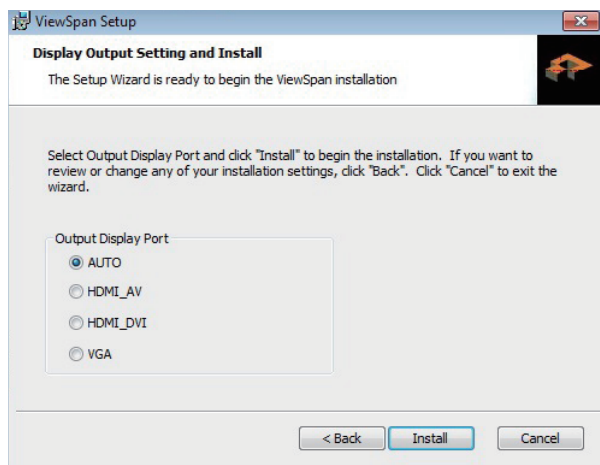 ViewSpan Setup
Display Output Setting and Install
The Setup Wizard is ready to begin the ViewSpan installation
Select Output Display Port and click "Install" to begin the installation. If you want to
review or change any of your installation settings, click "Back". Click "Cancel" to exit the
wizard.
Output Display Port
AUTO
HDMI_AV
HDMI_DVI
VGA
< Back Install Cancel